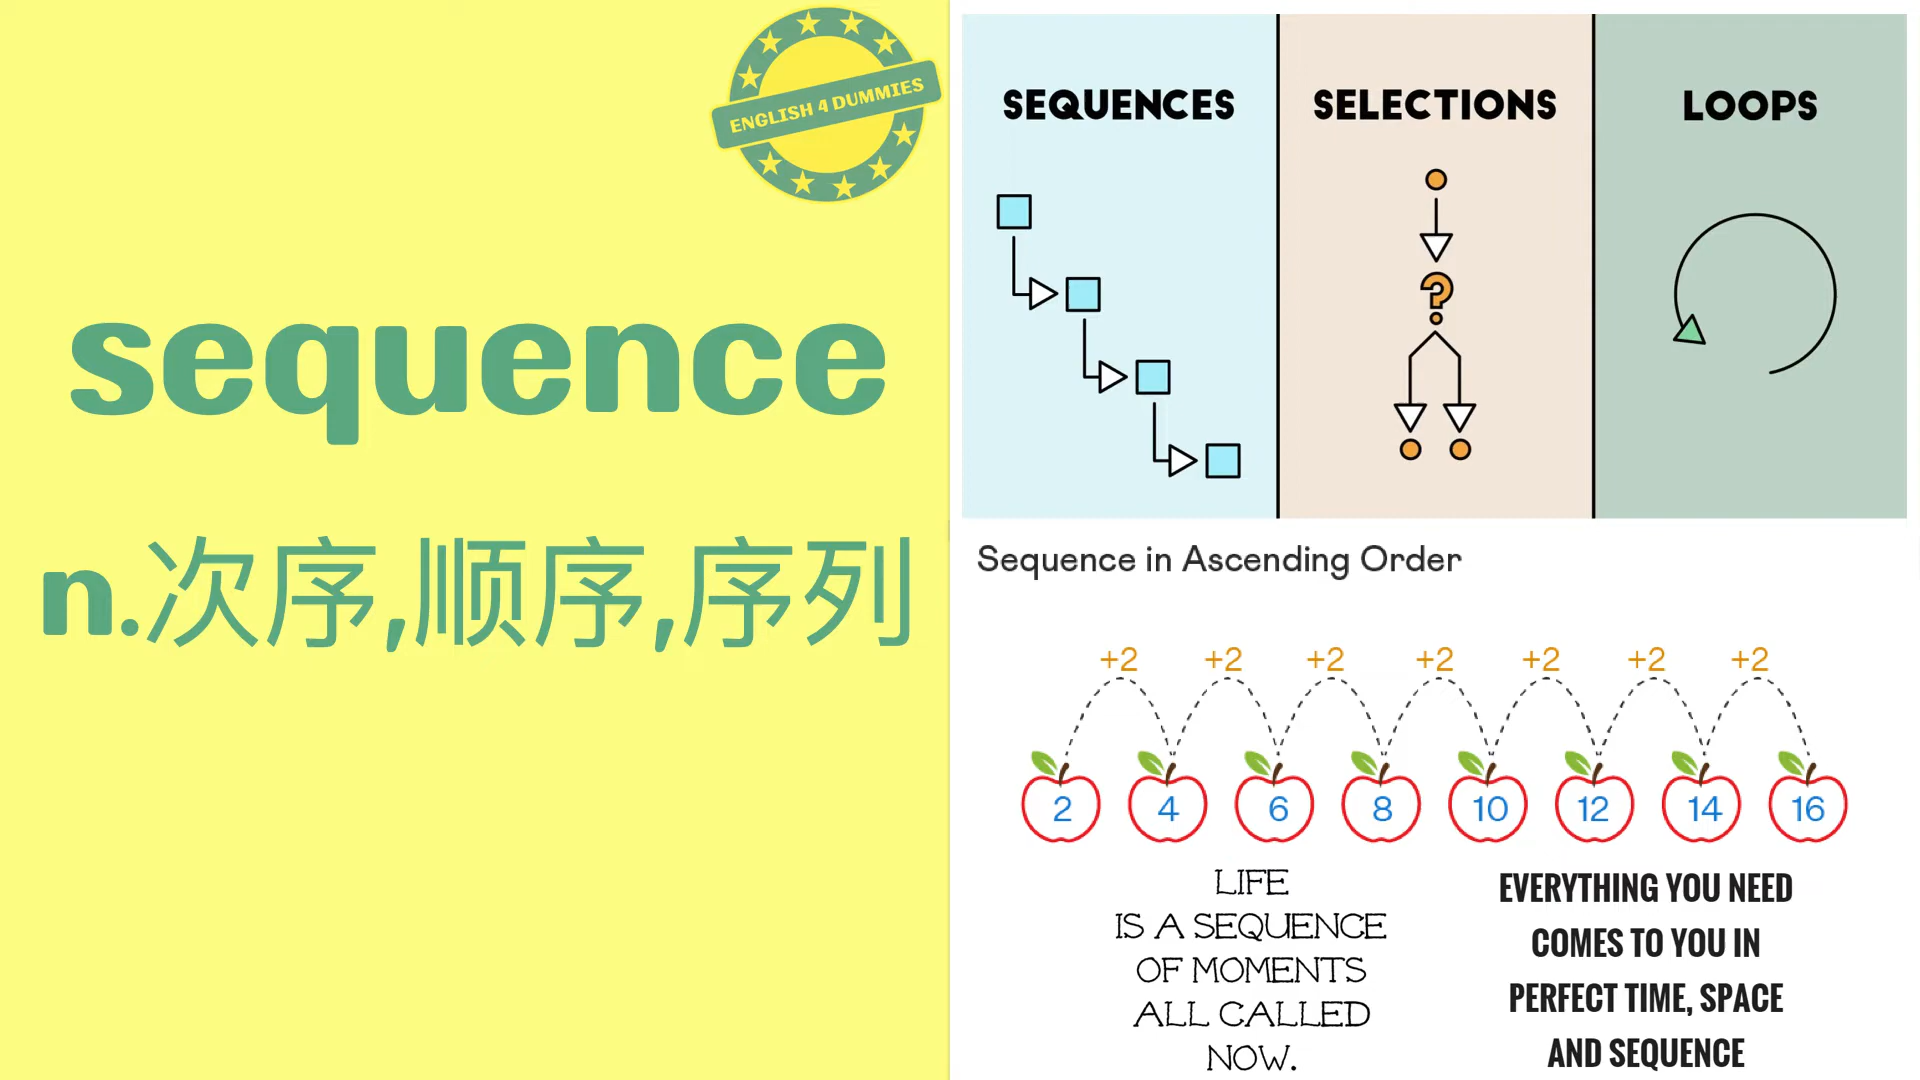 ENGLISH 4 DUMMIES
sequence
n.次序,顺序,序列
SEQUENCES
SELECTIONS
LOOPS
?
Sequence in Ascending Order
+2 +2 +2 +2 +2 +2 +2
2 4 6 8 10 12 14 16
LIFE
IS A SEQUENCE
OF MOMENTS
ALL CALLED
NOW.
EVERYTHING YOU NEED
COMES TO YOU IN
PERFECT TIME, SPACE
AND SEQUENCE